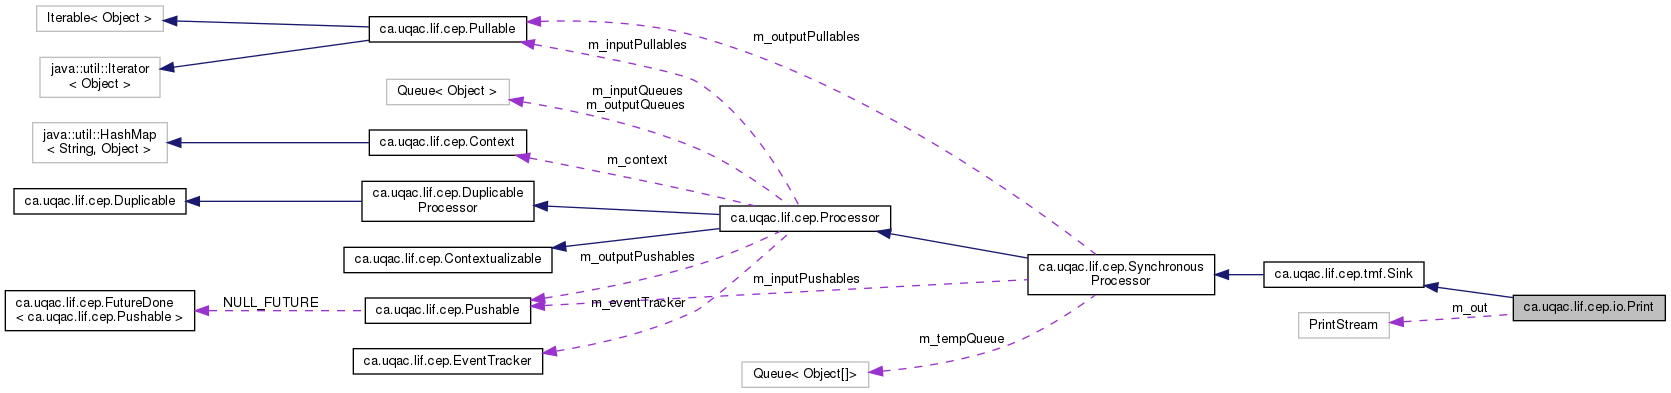 Iterable< Object >
ca.uqac.lif.cep.Pullable
m_outputPullables
m_inputPullables
java::util::Iterator
< Object >
Queue< Object >
m_inputQueues
m_outputQueues
java::util::HashMap
< String, Object >
ca.uqac.lif.cep.Context
m_context
ca.uqac.lif.cep.Duplicable
ca.uqac.lif.cep.Duplicable
Processor
ca.uqac.lif.cep.Processor
ca.uqac.lif.cep.Contextualizable
m_outputPushables
m_inputPushables
ca.uqac.lif.cep.Synchronous
Processor
ca.uqac.lif.cep.tmf.Sink
ca.uqac.lif.cep.FutureDone
< ca.uqac.lif.cep.Pushable >
NULL_FUTURE
ca.uqac.lif.cep.Pushable
m_eventTracker
m_out
ca.uqac.lif.cep.io.Print
PrintStream
m_tempQueue
ca.uqac.lif.cep.EventTracker
Queue< Object[]>